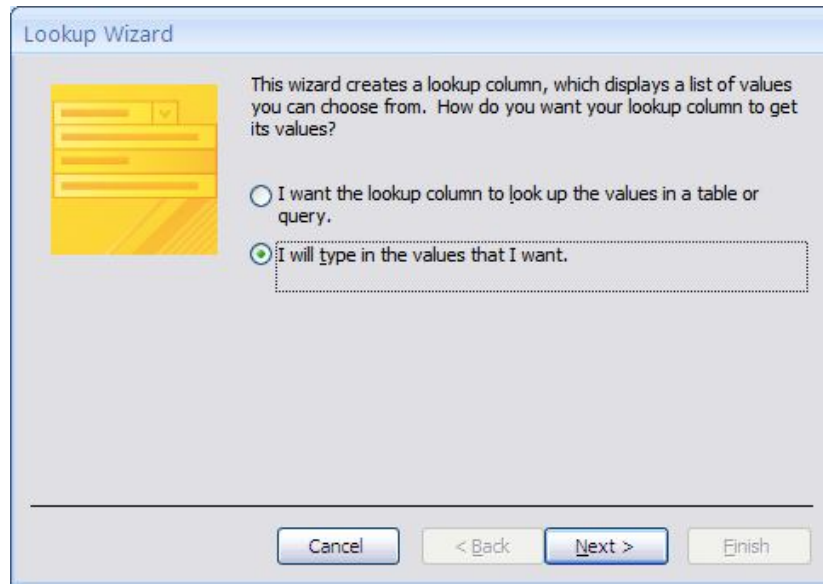 Lookup Wizard
This wizard creates a lookup column, which displays a list of values
you can choose from. How do you want your lookup column to get
its values?
I want the lookup column to look up the values in a table or
query.
I will type in the values that I want.
Cancel
< Back
Next >
Finish